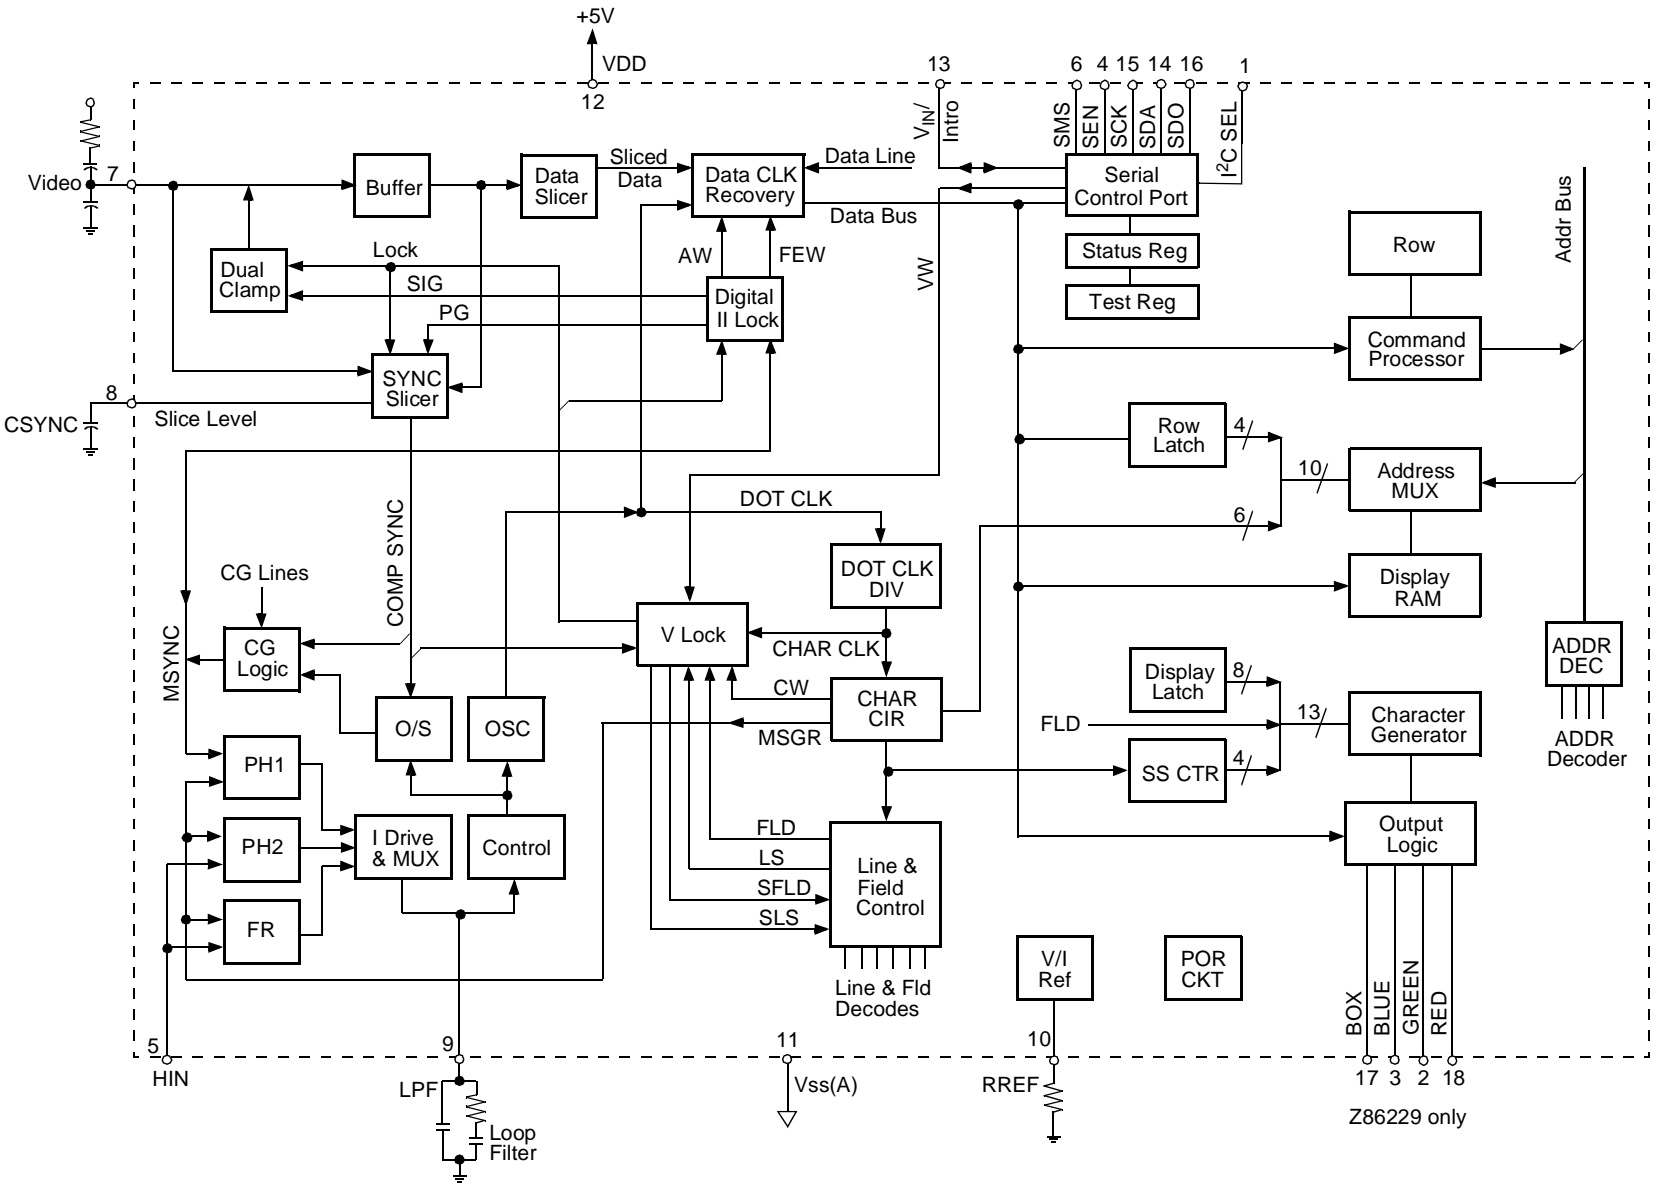 +5V
VDD
12
13
6 4 15 14 16 1
V_IN/
Intro
SMS
SEN
SCK
SDA
SDO
I²C SEL
Video
7
Buffer
Data
Slicer
Sliced
Data
Data CLK
Recovery
Data Line
Data Bus
Serial
Control Port
Addr Bus
Row
Status Reg
Test Reg
VW
Dual
Clamp
Lock
SIG
PG
AW
FEW
Digital
II Lock
Command
Processor
SYNC
Slicer
8
CSYNC
Slice Level
Row
Latch
4
10
6
Address
MUX
Display
RAM
DOT CLK
COMP SYNC
DOT CLK
DIV
CG Lines
CG
Logic
MSYNC
V Lock
CHAR CLK
ADDR
DEC
ADDR
Decoder
Display
Latch
8
FLD
13
Character
Generator
O/S
OSC
CW
CHAR
CIR
MSGR
SS CTR
4
PH1
PH2
FR
I Drive
& MUX
Control
FLD
LS
SFLD
SLS
Line &
Field
Control
Line & Fld
Decodes
Output
Logic
V/I
Ref
POR
CKT
BOX
BLUE
GREEN
RED
5
HIN
9
LPF
Loop
Filter
11
Vss(A)
10
RREF
17 3 2 18
Z86229 only